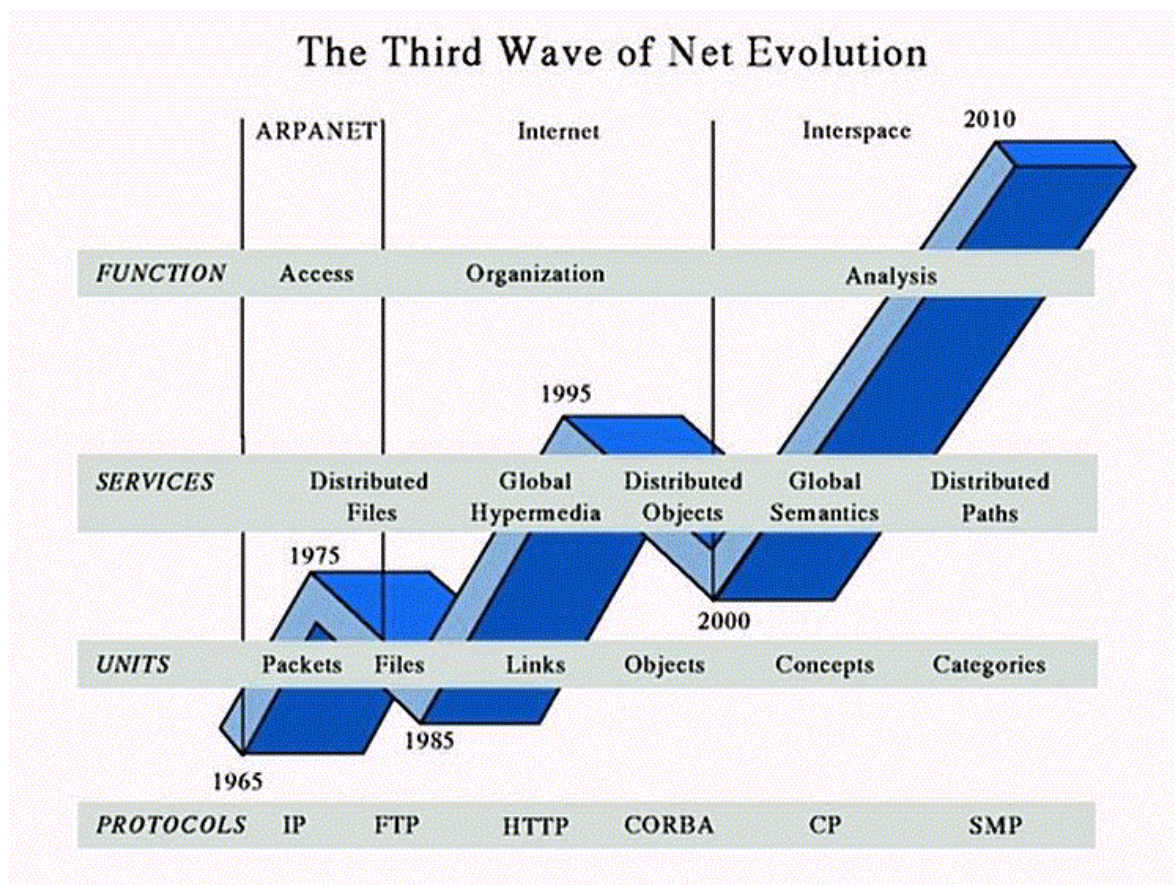 The Third Wave of Net Evolution
2010
ARPANET Internet Interspace
FUNCTION Access Organization Analysis
1995
SERVICES Distributed Files Global Hypermedia Distributed Objects Global Semantics Distributed Paths
1975
2000
UNITS Packets Files Links Objects Concepts Categories
1985
1965
PROTOCOLS IP FTP HTTP CORBA CP SMP